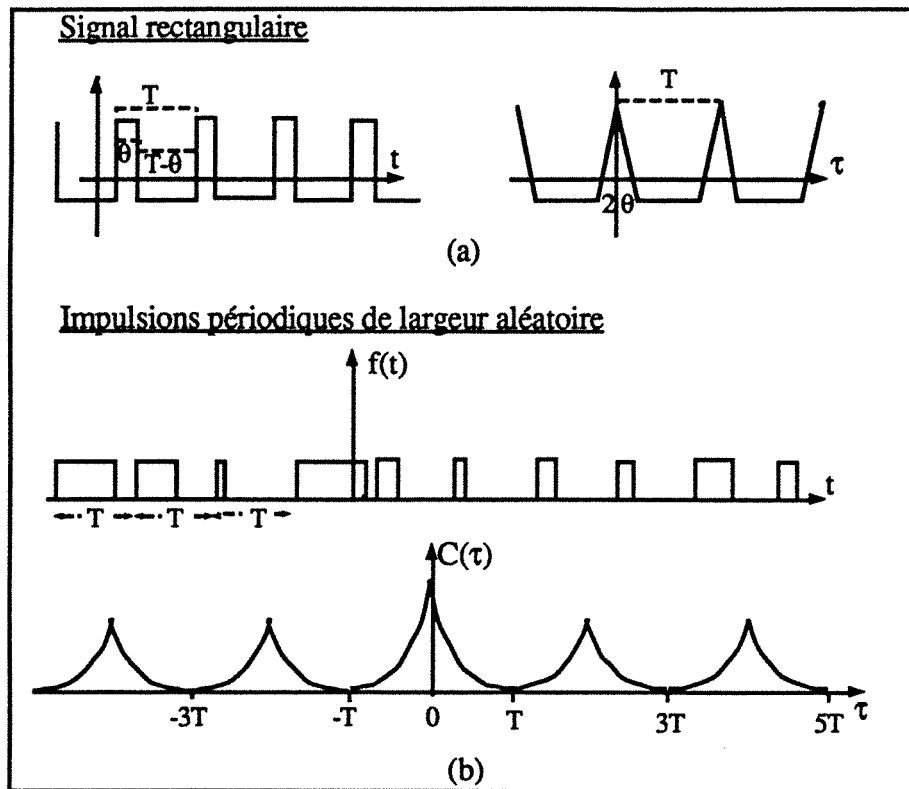 Signal rectangulaire
T
θ
T-θ
t
T
2θ
τ
(a)
Impulsions périodiques de largeur aléatoire
f(t)
t
T
T
T
C(τ)
-3T
-T
0
T
3T
5T
τ
(b)